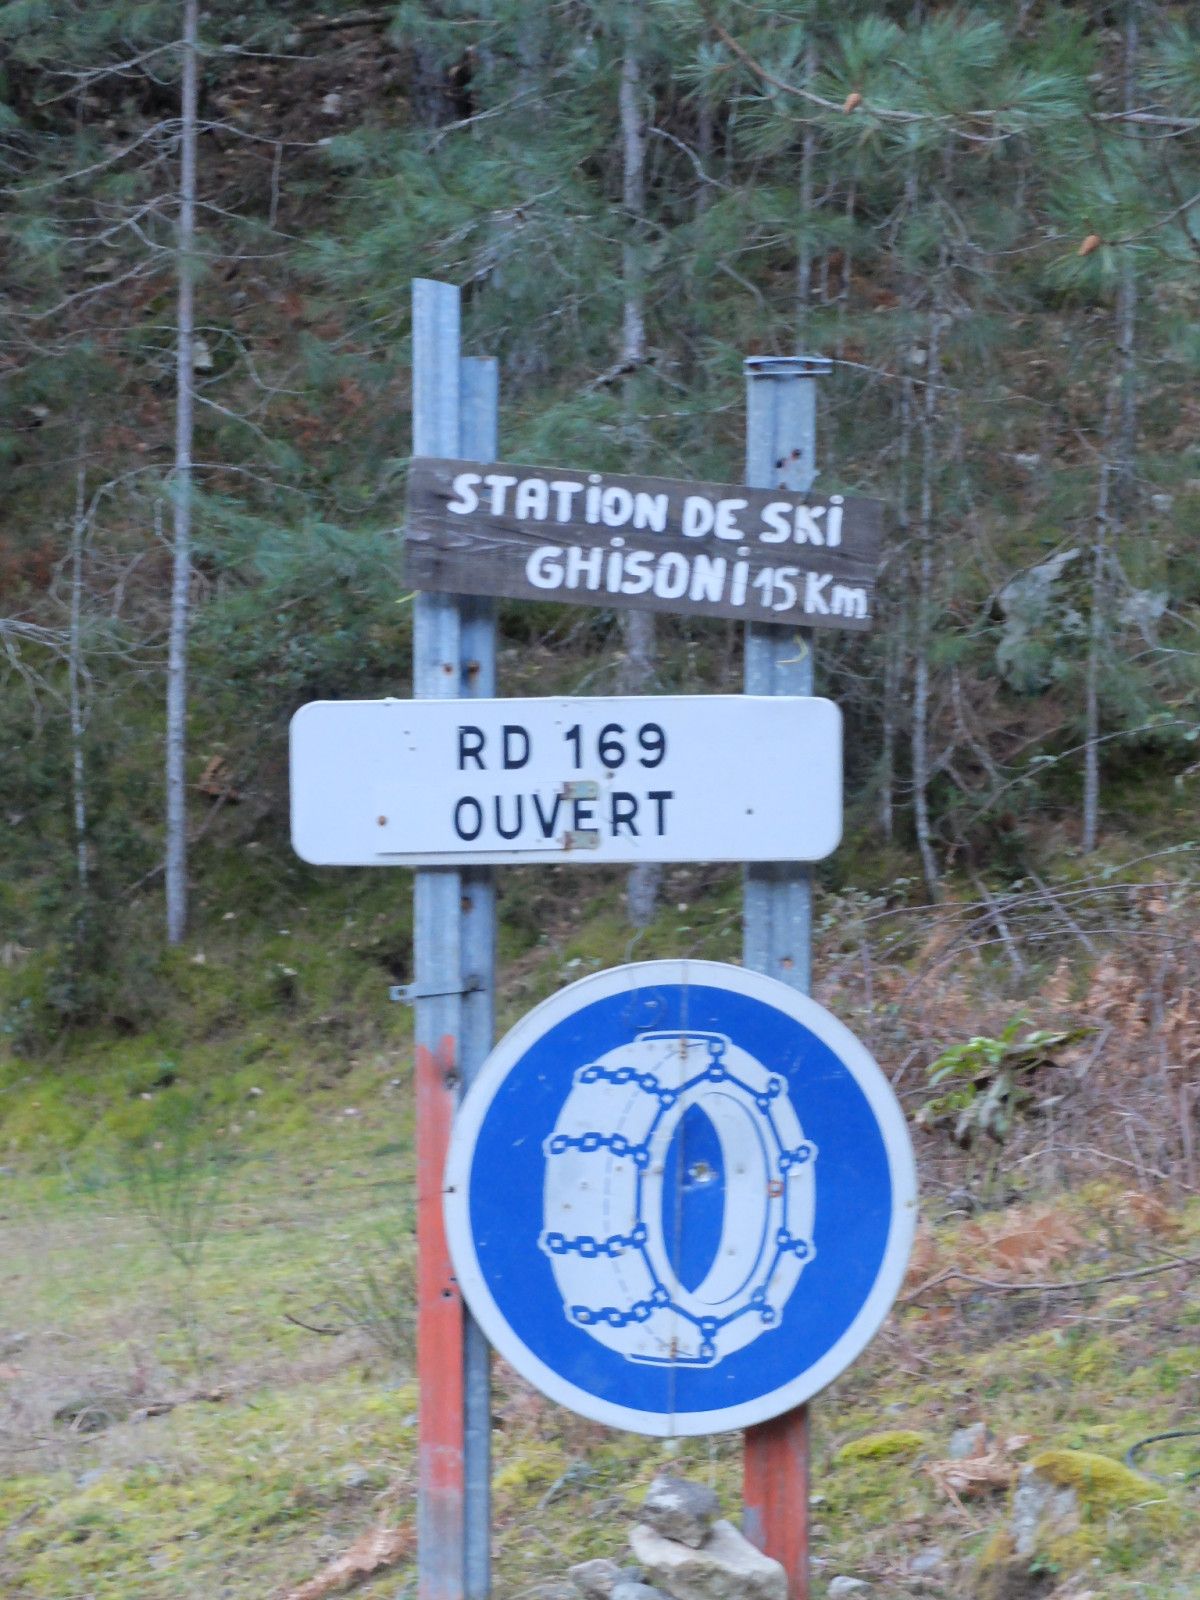 STATiON DE SKi
GHiSONi 15 Km
RD 169
OUVERT